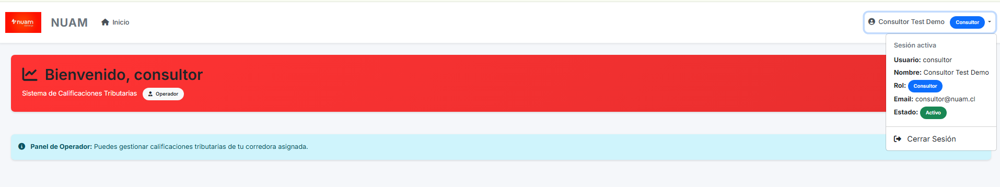 nuam
NUAM
Inicio
Consultor Test Demo
Consultor
Sesión activa
Usuario: consultor
Nombre: Consultor Test Demo
Rol: Consultor
Email: consultor@nuam.cl
Estado: Activo
Cerrar Sesión
Bienvenido, consultor
Sistema de Calificaciones Tributarias
Operador
Panel de Operador: Puedes gestionar calificaciones tributarias de tu corredora asignada.